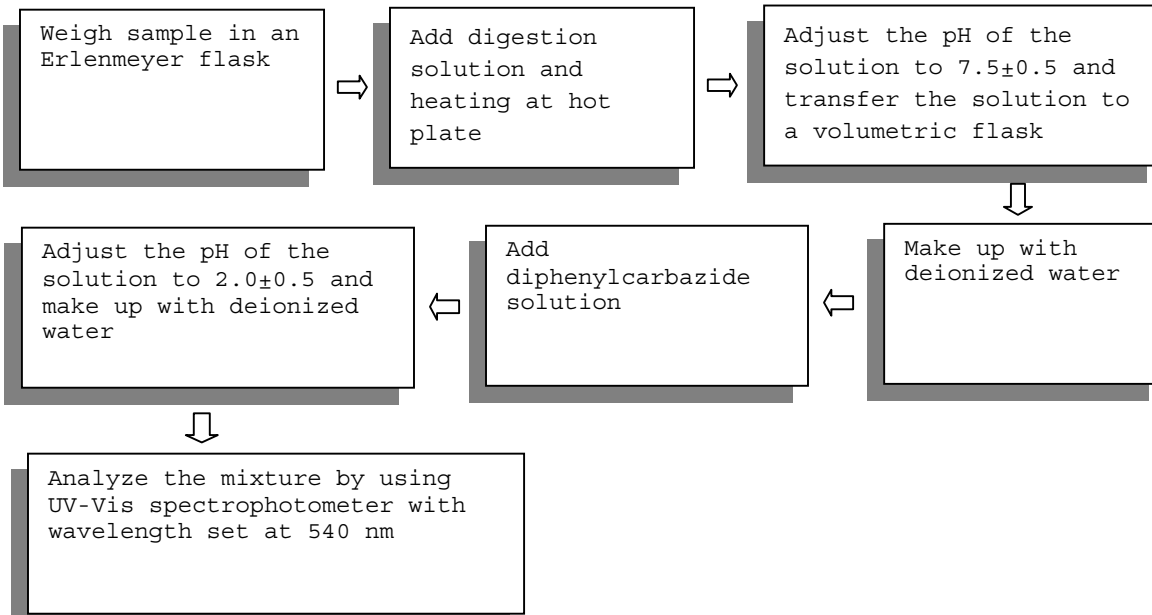 Weigh sample in an
Erlenmeyer flask
Add digestion
solution and
heating at hot
plate
Adjust the pH of the
solution to 7.5±0.5 and
transfer the solution to
a volumetric flask
Make up with
deionized water
Add
diphenylcarbazide
solution
Adjust the pH of the
solution to 2.0±0.5 and
make up with deionized
water
Analyze the mixture by using
UV-Vis spectrophotometer with
wavelength set at 540 nm